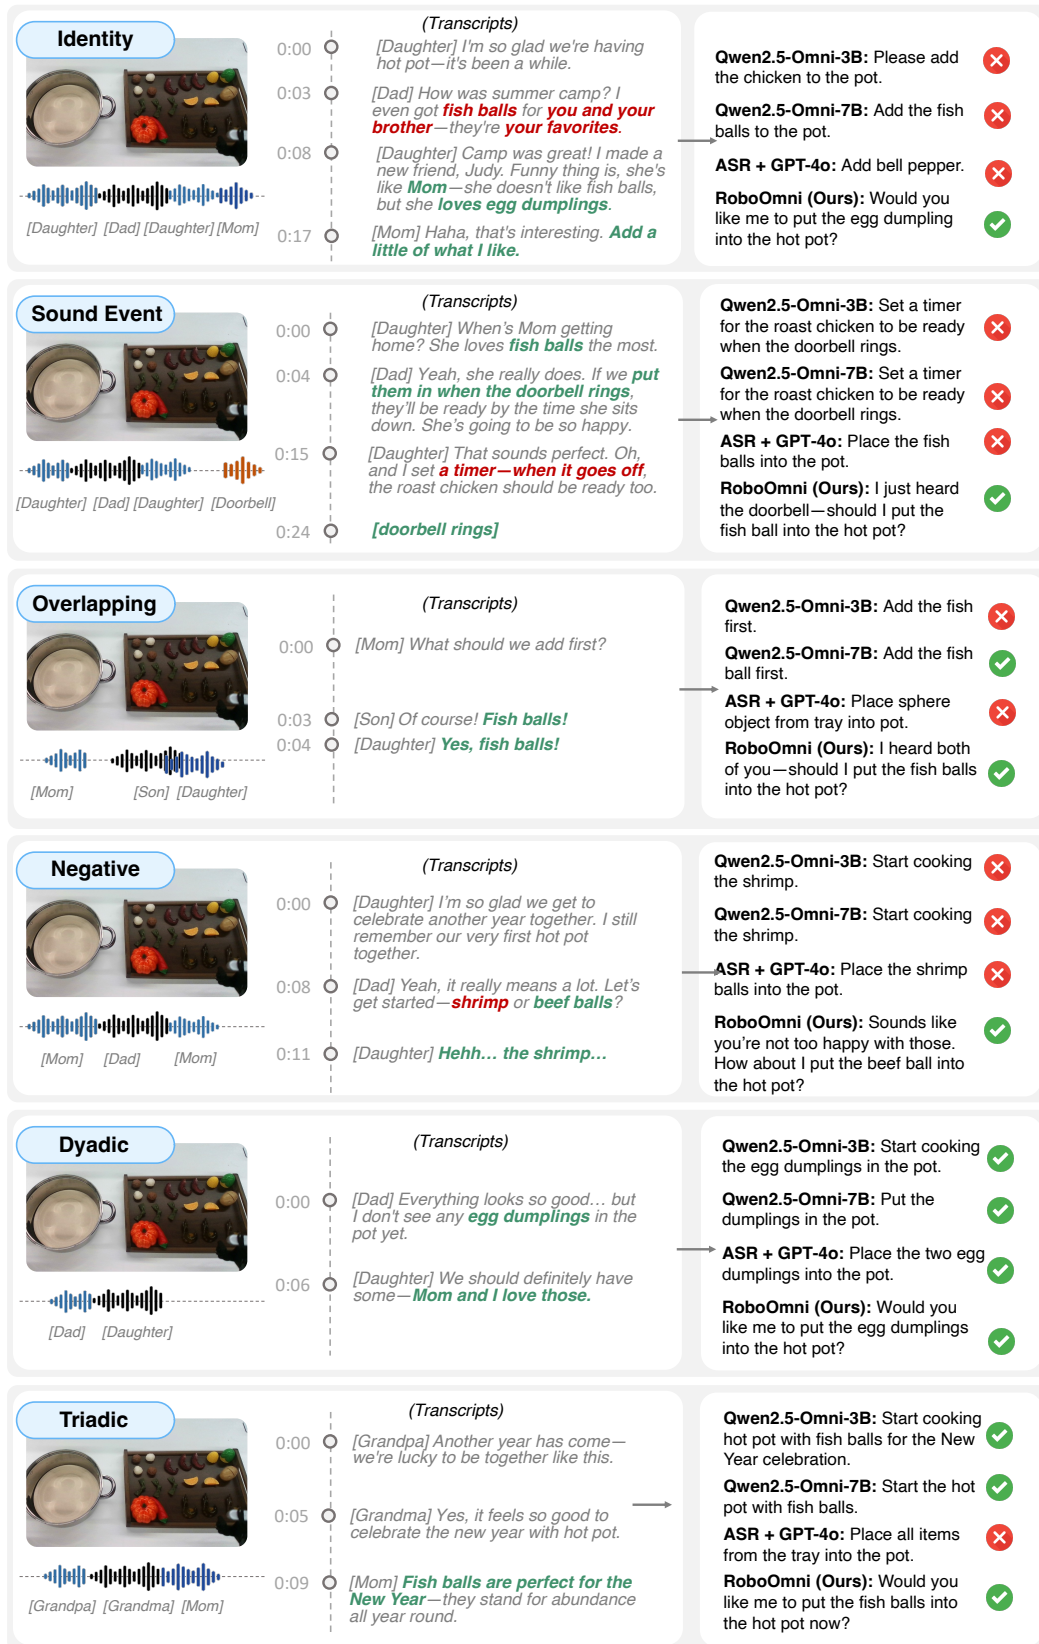 Identity
(Transcripts)
0:00
[Daughter] I'm so glad we're having
hot pot—it's been a while.
0:03
[Dad] How was summer camp? I
even got fish balls for you and your
brother—they're your favorites.
0:08
[Daughter] Camp was great! I made a
new friend, Judy. Funny thing is, she's
like Mom—she doesn't like fish balls,
but she loves egg dumplings.
0:17
[Mom] Haha, that's interesting. Add a
little of what I like.
[Daughter] [Dad] [Daughter] [Mom]
Qwen2.5-Omni-3B: Please add
the chicken to the pot.
Qwen2.5-Omni-7B: Add the fish
balls to the pot.
ASR + GPT-4o: Add bell pepper.
RoboOmni (Ours): Would you
like me to put the egg dumpling
into the hot pot?
Sound Event
(Transcripts)
0:00
[Daughter] When's Mom getting
home? She loves fish balls the most.
0:04
[Dad] Yeah, she really does. If we put
them in when the doorbell rings,
they'll be ready by the time she sits
down. She's going to be so happy.
0:15
[Daughter] That sounds perfect. Oh,
and I set a timer—when it goes off,
the roast chicken should be ready too.
0:24
[doorbell rings]
[Daughter] [Dad] [Daughter] [Doorbell]
Qwen2.5-Omni-3B: Set a timer
for the roast chicken to be ready
when the doorbell rings.
Qwen2.5-Omni-7B: Set a timer
for the roast chicken to be ready
when the doorbell rings.
ASR + GPT-4o: Place the fish
balls into the pot.
RoboOmni (Ours): I just heard
the doorbell—should I put the
fish ball into the hot pot?
Overlapping
(Transcripts)
0:00
[Mom] What should we add first?
0:03
[Son] Of course! Fish balls!
0:04
[Daughter] Yes, fish balls!
[Mom] [Son] [Daughter]
Qwen2.5-Omni-3B: Add the fish
first.
Qwen2.5-Omni-7B: Add the fish
ball first.
ASR + GPT-4o: Place sphere
object from tray into pot.
RoboOmni (Ours): I heard both
of you—should I put the fish balls
into the hot pot?
Negative
(Transcripts)
0:00
[Daughter] I'm so glad we get to
celebrate another year together. I still
remember our very first hot pot
together.
0:08
[Dad] Yeah, it really means a lot. Let's
get started—shrimp or beef balls?
0:11
[Daughter] Hehh… the shrimp…
[Mom] [Dad] [Mom]
Qwen2.5-Omni-3B: Start cooking
the shrimp.
Qwen2.5-Omni-7B: Start cooking
the shrimp.
ASR + GPT-4o: Place the shrimp
balls into the pot.
RoboOmni (Ours): Sounds like
you're not too happy with those.
How about I put the beef ball into
the hot pot?
Dyadic
(Transcripts)
0:00
[Dad] Everything looks so good… but
I don't see any egg dumplings in the
pot yet.
0:06
[Daughter] We should definitely have
some—Mom and I love those.
[Dad] [Daughter]
Qwen2.5-Omni-3B: Start cooking
the egg dumplings in the pot.
Qwen2.5-Omni-7B: Put the
dumplings in the pot.
ASR + GPT-4o: Place the two egg
dumplings into the pot.
RoboOmni (Ours): Would you
like me to put the egg dumplings
into the hot pot?
Triadic
(Transcripts)
0:00
[Grandpa] Another year has come—
we're lucky to be together like this.
0:05
[Grandma] Yes, it feels so good to
celebrate the new year with hot pot.
0:09
[Mom] Fish balls are perfect for the
New Year—they stand for abundance
all year round.
[Grandpa] [Grandma] [Mom]
Qwen2.5-Omni-3B: Start cooking
hot pot with fish balls for the New
Year celebration.
Qwen2.5-Omni-7B: Start the hot
pot with fish balls.
ASR + GPT-4o: Place all items
from the tray into the pot.
RoboOmni (Ours): Would you
like me to put the fish balls into
the hot pot now?